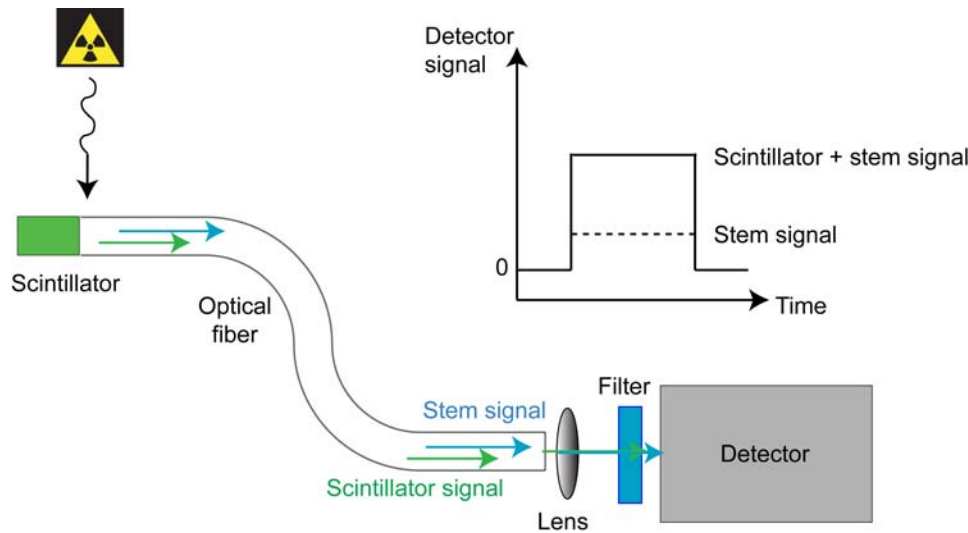 Detector
signal
Scintillator + stem signal
Stem signal
0
Time
Scintillator
Optical
fiber
Stem signal
Scintillator signal
Lens
Filter
Detector